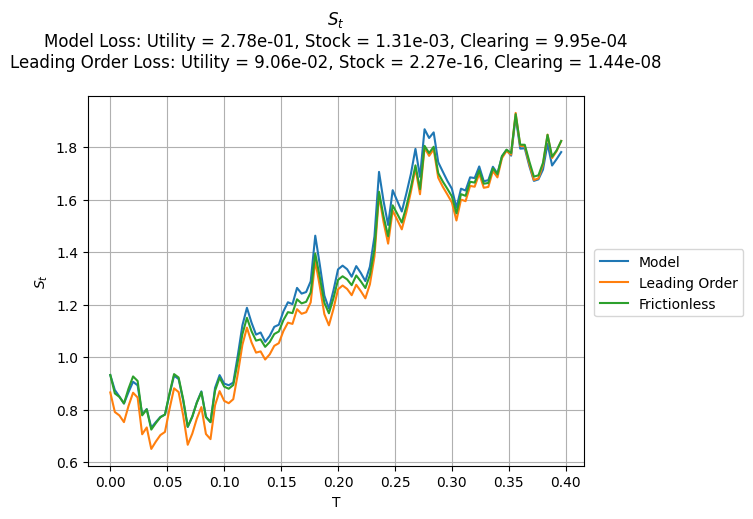 S_t
Model Loss: Utility = 2.78e-01, Stock = 1.31e-03, Clearing = 9.95e-04
Leading Order Loss: Utility = 9.06e-02, Stock = 2.27e-16, Clearing = 1.44e-08
1.8
1.6
1.4
1.2
1.0
0.8
0.6
S_t
0.00 0.05 0.10 0.15 0.20 0.25 0.30 0.35 0.40
T
Model
Leading Order
Frictionless